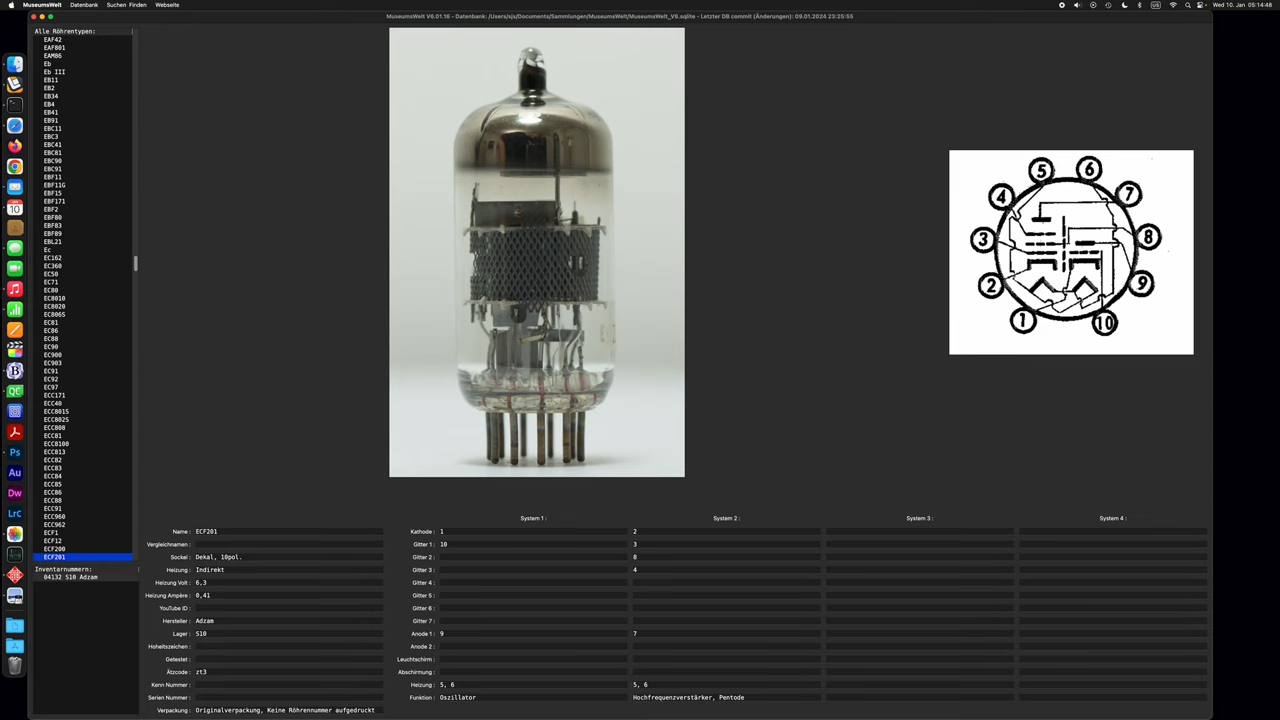 MuseumsWelt Datenbank Suchen Finden Webseite
US Wed 10. Jan. 05:14:48
MuseumsWelt V6.01.16 - Datenbank: /Users/sjs/Documents/Sammlungen/MuseumsWelt/MuseumsWelt_V6.sqlite - Letzter DB commit (Änderungen): 09.01.2024 23:25:55
Alle Röhrentypen:
EAF42
EAF801
EAM86
Eb
Eb III
EB11
EB2
EB34
EB4
EB41
EB91
EBC11
EBC3
EBC41
EBC81
EBC90
EBC91
EBF11
EBF11G
EBF15
EBF171
EBF2
EBF80
EBF83
EBF89
EBL21
Ec
EC162
EC360
EC50
EC71
EC80
EC8010
EC8020
EC806S
EC81
EC86
EC88
EC90
EC900
EC903
EC91
EC92
EC97
ECC171
ECC40
ECC801S
ECC802S
ECC808
ECC81
ECC8100
ECC813
ECC82
ECC83
ECC84
ECC85
ECC86
ECC88
ECC91
ECC960
ECC962
ECF1
ECF12
ECF200
ECF201
Inventarnummern:
04132 S10 Adzam
10
Ps
Au
Dw
LrC
QC
1
2
3
4
5
6
7
8
9
10
System 1 : System 2 : System 3 : System 4 :
Name : ECF201 Kathode : 1 2
Vergleichnamen : Gitter 1 : 10 3
Sockel : Dekal, 10pol. Gitter 2 : 8
Heizung : Indirekt Gitter 3 : 4
Heizung Volt : 6,3 Gitter 4 :
Heizung Ampère : 0,41 Gitter 5 :
YouTube ID : Gitter 6 :
Hersteller : Adzam Gitter 7 :
Lager : S10 Anode 1 : 9 7
Hoheitszeichen : Anode 2 :
Getestet : Leuchtschirm :
Ätzcode : zt3 Abschirmung :
Kenn Nummer : Heizung : 5, 6 5, 6
Serien Nummer : Funktion : Oszillator Hochfrequenzverstärker, Pentode
Verpackung : Originalverpackung, Keine Röhrennummer aufgedruckt